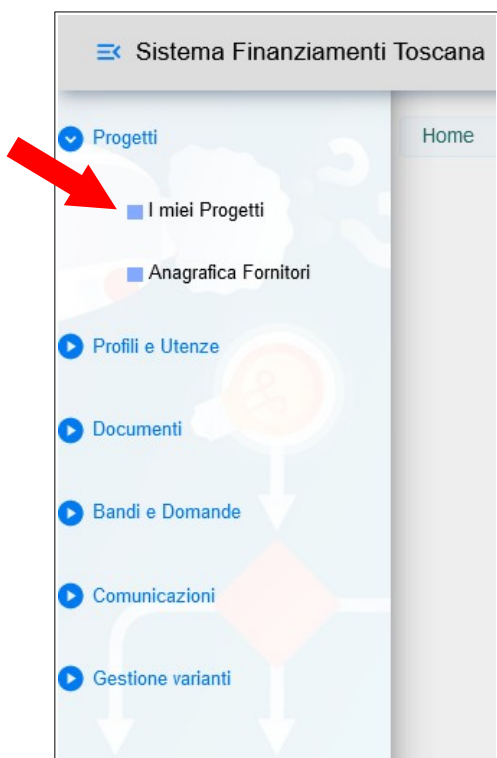 Sistema Finanziamenti Toscana
Progetti
Home
I miei Progetti
Anagrafica Fornitori
Profili e Utenze
Documenti
Bandi e Domande
Comunicazioni
Gestione varianti